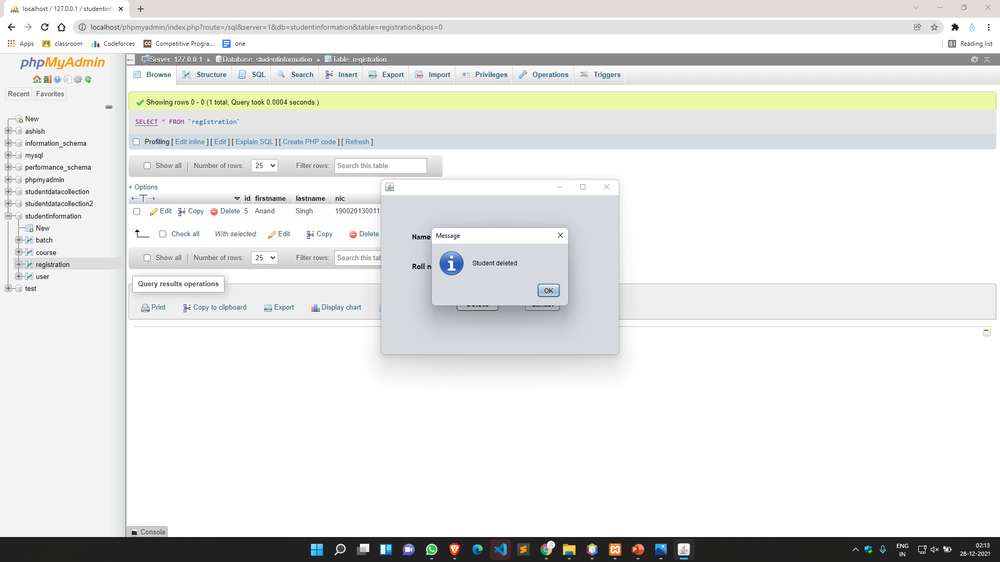 localhost / 127.0.0.1 / studentinfo
localhost/phpmyadmin/index.php?route=/sql&server=1&db=studentinformation&table=registration&pos=0
Apps classroom Codeforces CC Competitive Progra... one Reading list
phpMyAdmin
Server: 127.0.0.1 » Database: studentinformation » Table: registration
Browse Structure SQL Search Insert Export Import Privileges Operations Triggers
Recent Favorites
Showing rows 0 - 0 (1 total, Query took 0.0004 seconds.)
SELECT * FROM `registration`
Profiling [ Edit inline ] [ Edit ] [ Explain SQL ] [ Create PHP code ] [ Refresh ]
Show all Number of rows: 25 Filter rows: Search this table
+ Options
id firstname lastname nic
Edit Copy Delete 5 Anand Singh 190020130011
Check all With selected: Edit Copy Delete
Show all Number of rows: 25 Filter rows: Search this tab
Query results operations
Print Copy to clipboard Export Display chart
New
ashish
information_schema
mysql
performance_schema
phpmyadmin
studentdatacollection
studentdatacollection2
studentinformation
New
batch
course
registration
user
test
Name
Roll n
Message
Student deleted
OK
Delete Cancel
Console
ENG
IN
02:13
28-12-2021